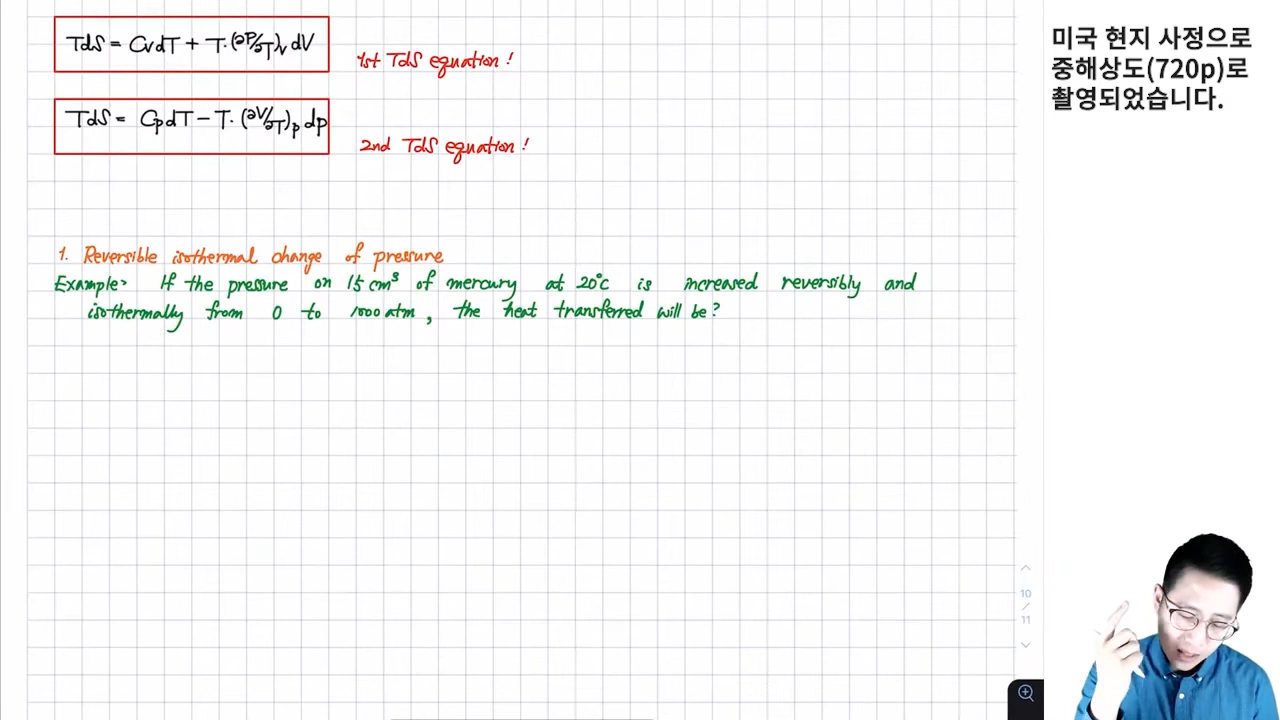 TdS = CvdT + T·(∂P/∂T)v dV
1st TdS equation!
TdS = CpdT - T·(∂V/∂T)p dp
2nd TdS equation!
1. Reversible isothermal change of pressure
Example> If the pressure on 15 cm³ of mercury at 20°C is increased reversibly and
isothermally from 0 to 1000 atm, the heat transferred will be?
미국 현지 사정으로
중해상도(720p)로
촬영되었습니다.
10
/
11